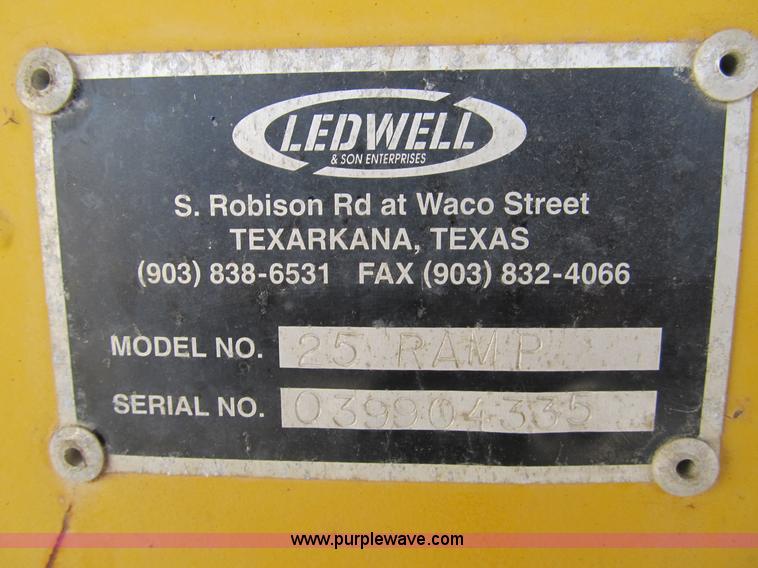 LEDWELL
& SON ENTERPRISES
S. Robison Rd at Waco Street
TEXARKANA, TEXAS
(903) 838-6531 FAX (903) 832-4066
MODEL NO. 25 RAMP
SERIAL NO. 039904335
www.purplewave.com